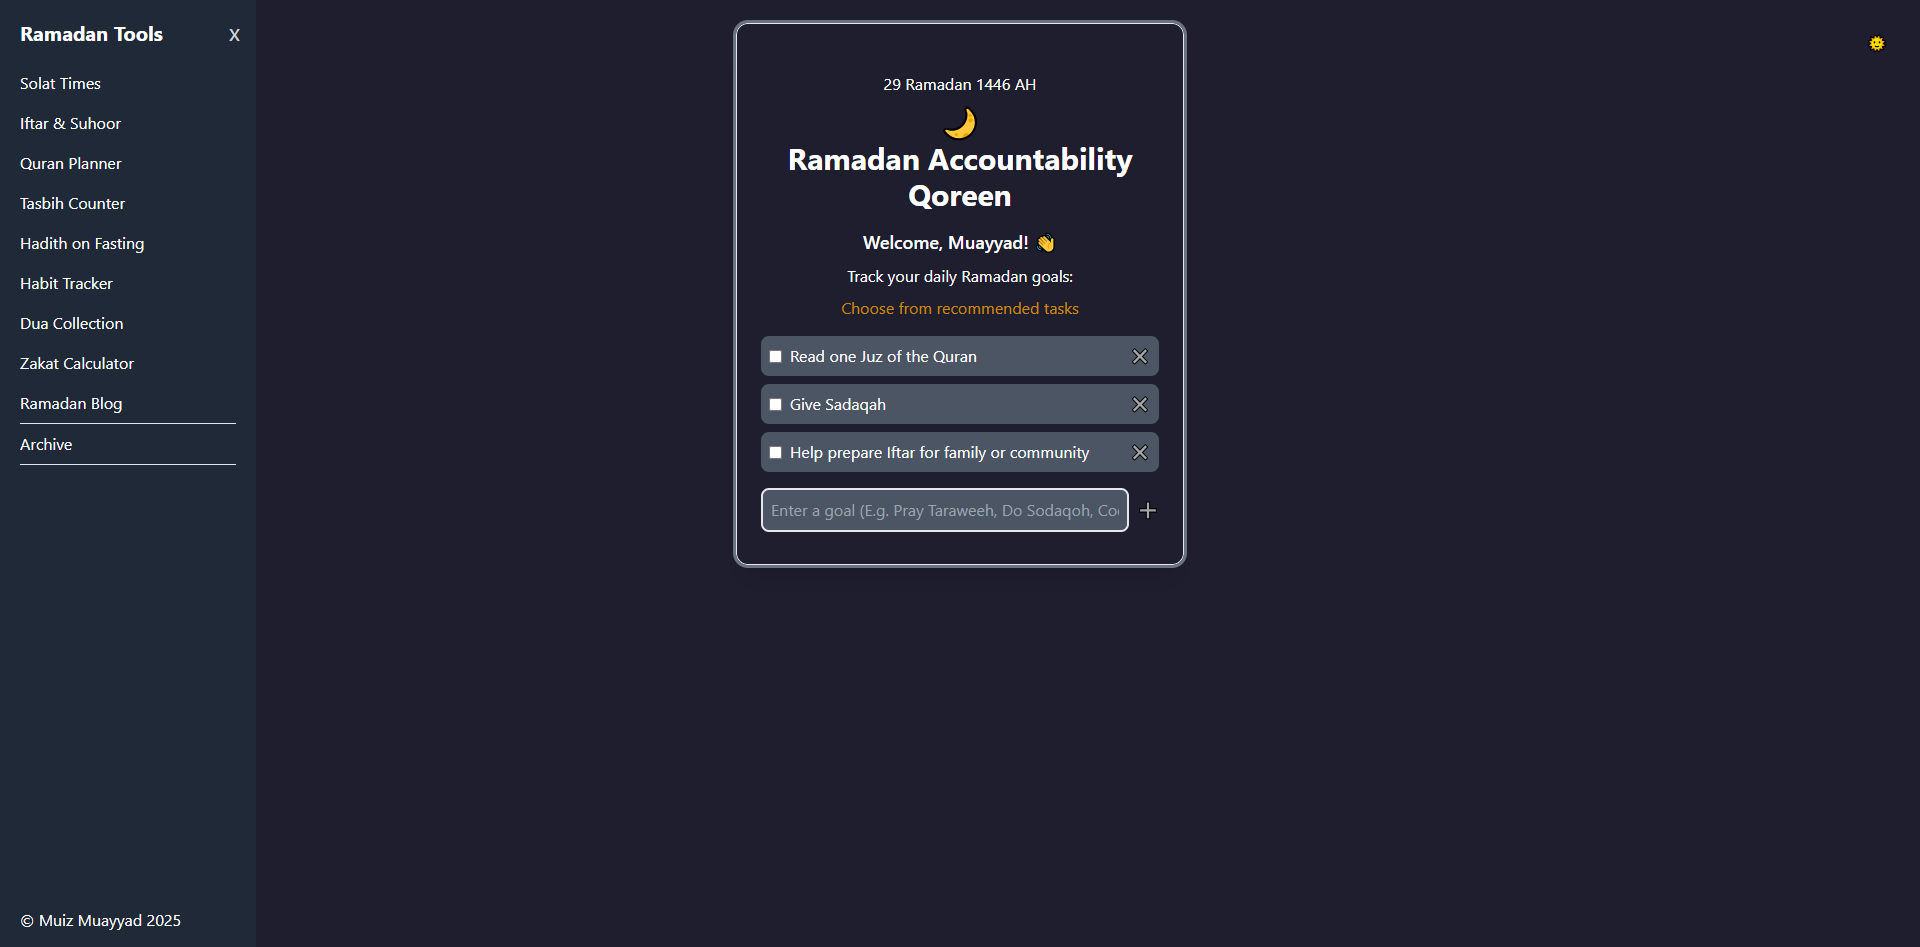 Ramadan Tools
X
Solat Times
Iftar & Suhoor
Quran Planner
Tasbih Counter
Hadith on Fasting
Habit Tracker
Dua Collection
Zakat Calculator
Ramadan Blog
Archive
© Muiz Muayyad 2025
29 Ramadan 1446 AH
Ramadan Accountability
Qoreen
Welcome, Muayyad! 👋
Track your daily Ramadan goals:
Choose from recommended tasks
Read one Juz of the Quran
Give Sadaqah
Help prepare Iftar for family or community
Enter a goal (E.g. Pray Taraweeh, Do Sodaqoh,